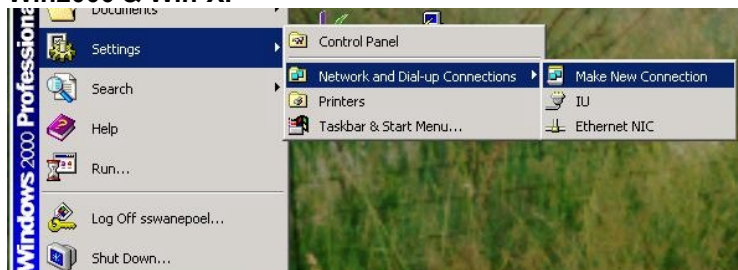 Win2000 & Win XP
Documents
Settings
Search
Help
Run...
Log Off sswanepoel...
Shut Down...
Windows 2000 Professional
Control Panel
Network and Dial-up Connections
Printers
Taskbar & Start Menu...
Make New Connection
IU
Ethernet NIC